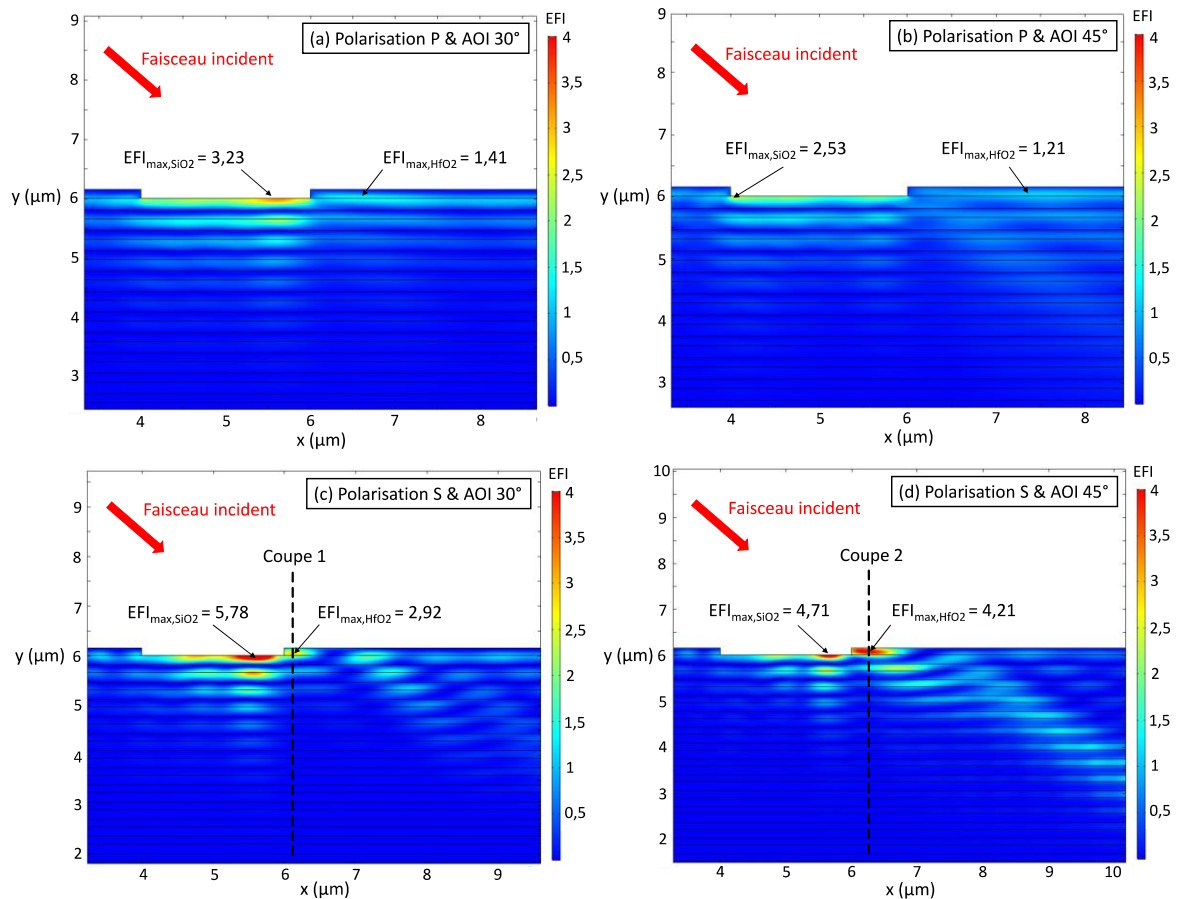 EFI
(a) Polarisation P & AOI 30°
Faisceau incident
EFImax,SiO2 = 3,23
EFImax,HfO2 = 1,41
y (µm)
9
8
7
6
5
4
3
4 5 6 7 8
x (µm)
4
3,5
3
2,5
2
1,5
1
0,5
EFI
(b) Polarisation P & AOI 45°
Faisceau incident
EFImax,SiO2 = 2,53
EFImax,HfO2 = 1,21
y (µm)
9
8
7
6
5
4
3
4 5 6 7 8
x (µm)
4
3,5
3
2,5
2
1,5
1
0,5
EFI
(c) Polarisation S & AOI 30°
Faisceau incident
Coupe 1
EFImax,SiO2 = 5,78
EFImax,HfO2 = 2,92
y (µm)
9
8
7
6
5
4
3
2
4 5 6 7 8 9
x (µm)
4
3,5
3
2,5
2
1,5
1
0,5
EFI
(d) Polarisation S & AOI 45°
Faisceau incident
Coupe 2
EFImax,SiO2 = 4,71
EFImax,HfO2 = 4,21
y (µm)
10
9
8
7
6
5
4
3
2
4 5 6 7 8 9 10
x (µm)
4
3,5
3
2,5
2
1,5
1
0,5